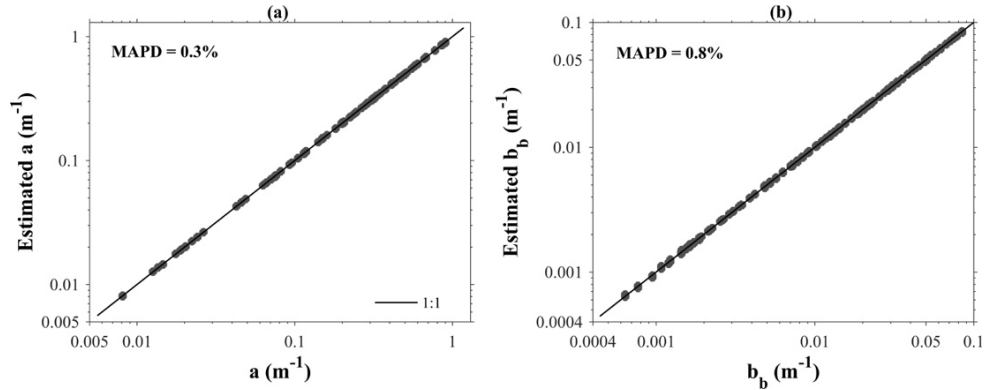 (a)
MAPD = 0.3%
1
0.1
0.01
0.005
0.005
0.01
0.1
1
1:1
Estimated a (m⁻¹)
a (m⁻¹)
(b)
MAPD = 0.8%
0.1
0.05
0.01
0.001
0.0004
0.0004
0.001
0.01
0.05
0.1
Estimated b_b (m⁻¹)
b_b (m⁻¹)